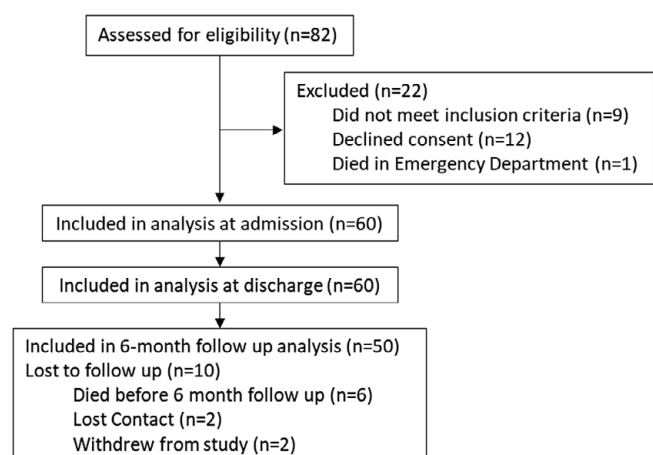 Assessed for eligibility (n=82)
Excluded (n=22)
Did not meet inclusion criteria (n=9)
Declined consent (n=12)
Died in Emergency Department (n=1)
Included in analysis at admission (n=60)
Included in analysis at discharge (n=60)
Included in 6-month follow up analysis (n=50)
Lost to follow up (n=10)
Died before 6 month follow up (n=6)
Lost Contact (n=2)
Withdrew from study (n=2)